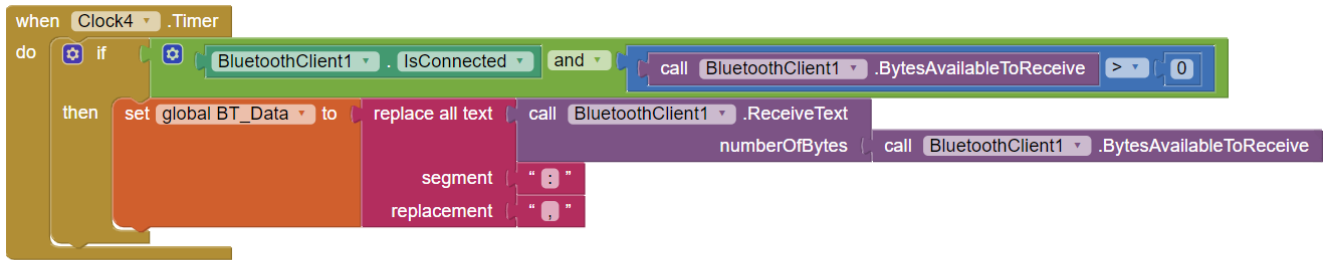 when Clock4 .Timer
do if BluetoothClient1 . IsConnected and call BluetoothClient1 .BytesAvailableToReceive > 0
then set global BT_Data to replace all text call BluetoothClient1 .ReceiveText
numberOfBytes call BluetoothClient1 .BytesAvailableToReceive
segment “ : ”
replacement “ , ”